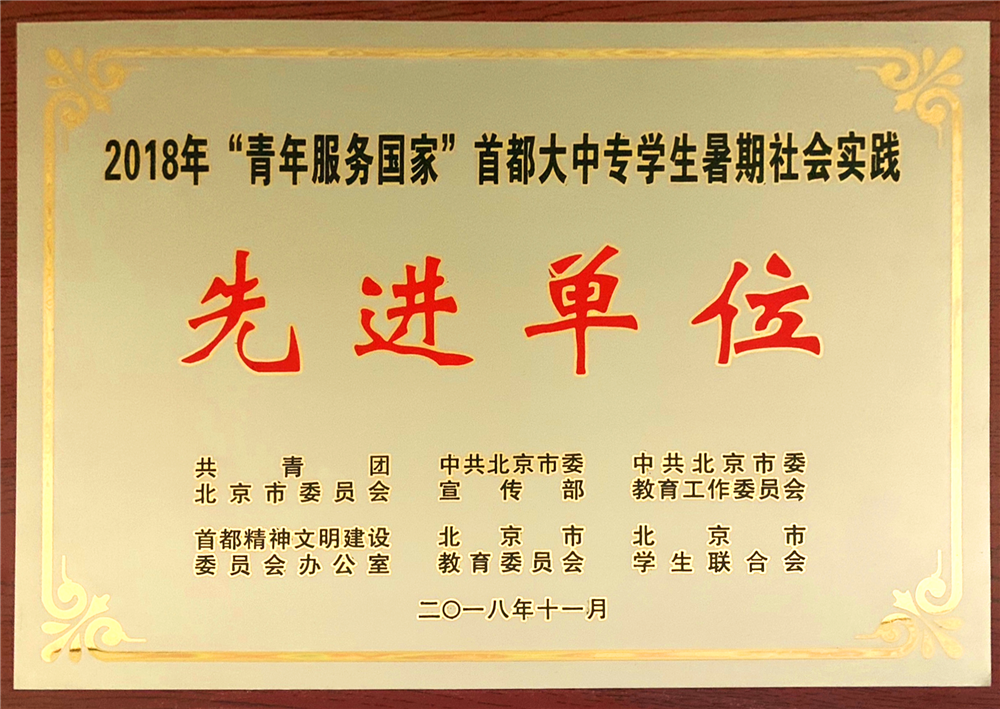 2018年“青年服务国家”首都大中专学生暑期社会实践
先进单位
共青团
北京市委员会
中共北京市委
宣传部
中共北京市委
教育工作委员会
首都精神文明建设
委员会办公室
北京市
教育委员会
北京市
学生联合会
二〇一八年十一月